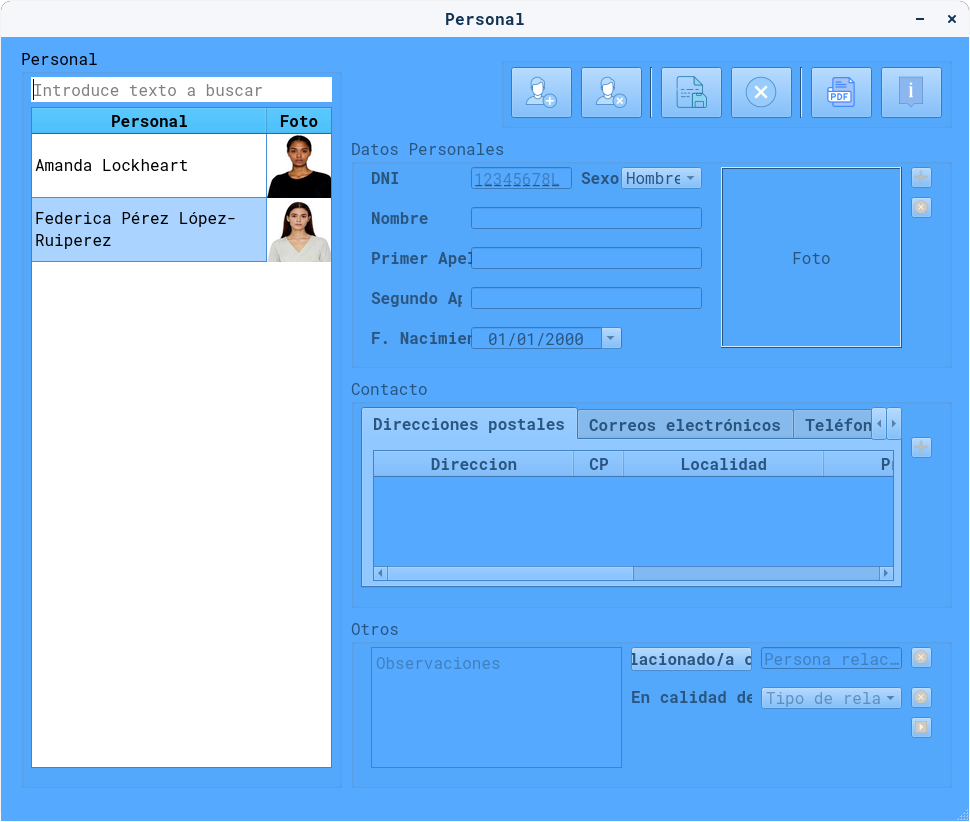 Personal
Personal
Introduce texto a buscar
Personal Foto
Amanda Lockheart
Federica Pérez López-
Ruiperez
PDF
i
Datos Personales
DNI 12345678L Sexo Hombre
Nombre
Primer Apel
Segundo Ap
F. Nacimien 01/01/2000
Foto
Contacto
Direcciones postales Correos electrónicos Teléfon
Direccion CP Localidad P
Otros
Observaciones
lacionado/a c Persona relac…
En calidad de Tipo de rela